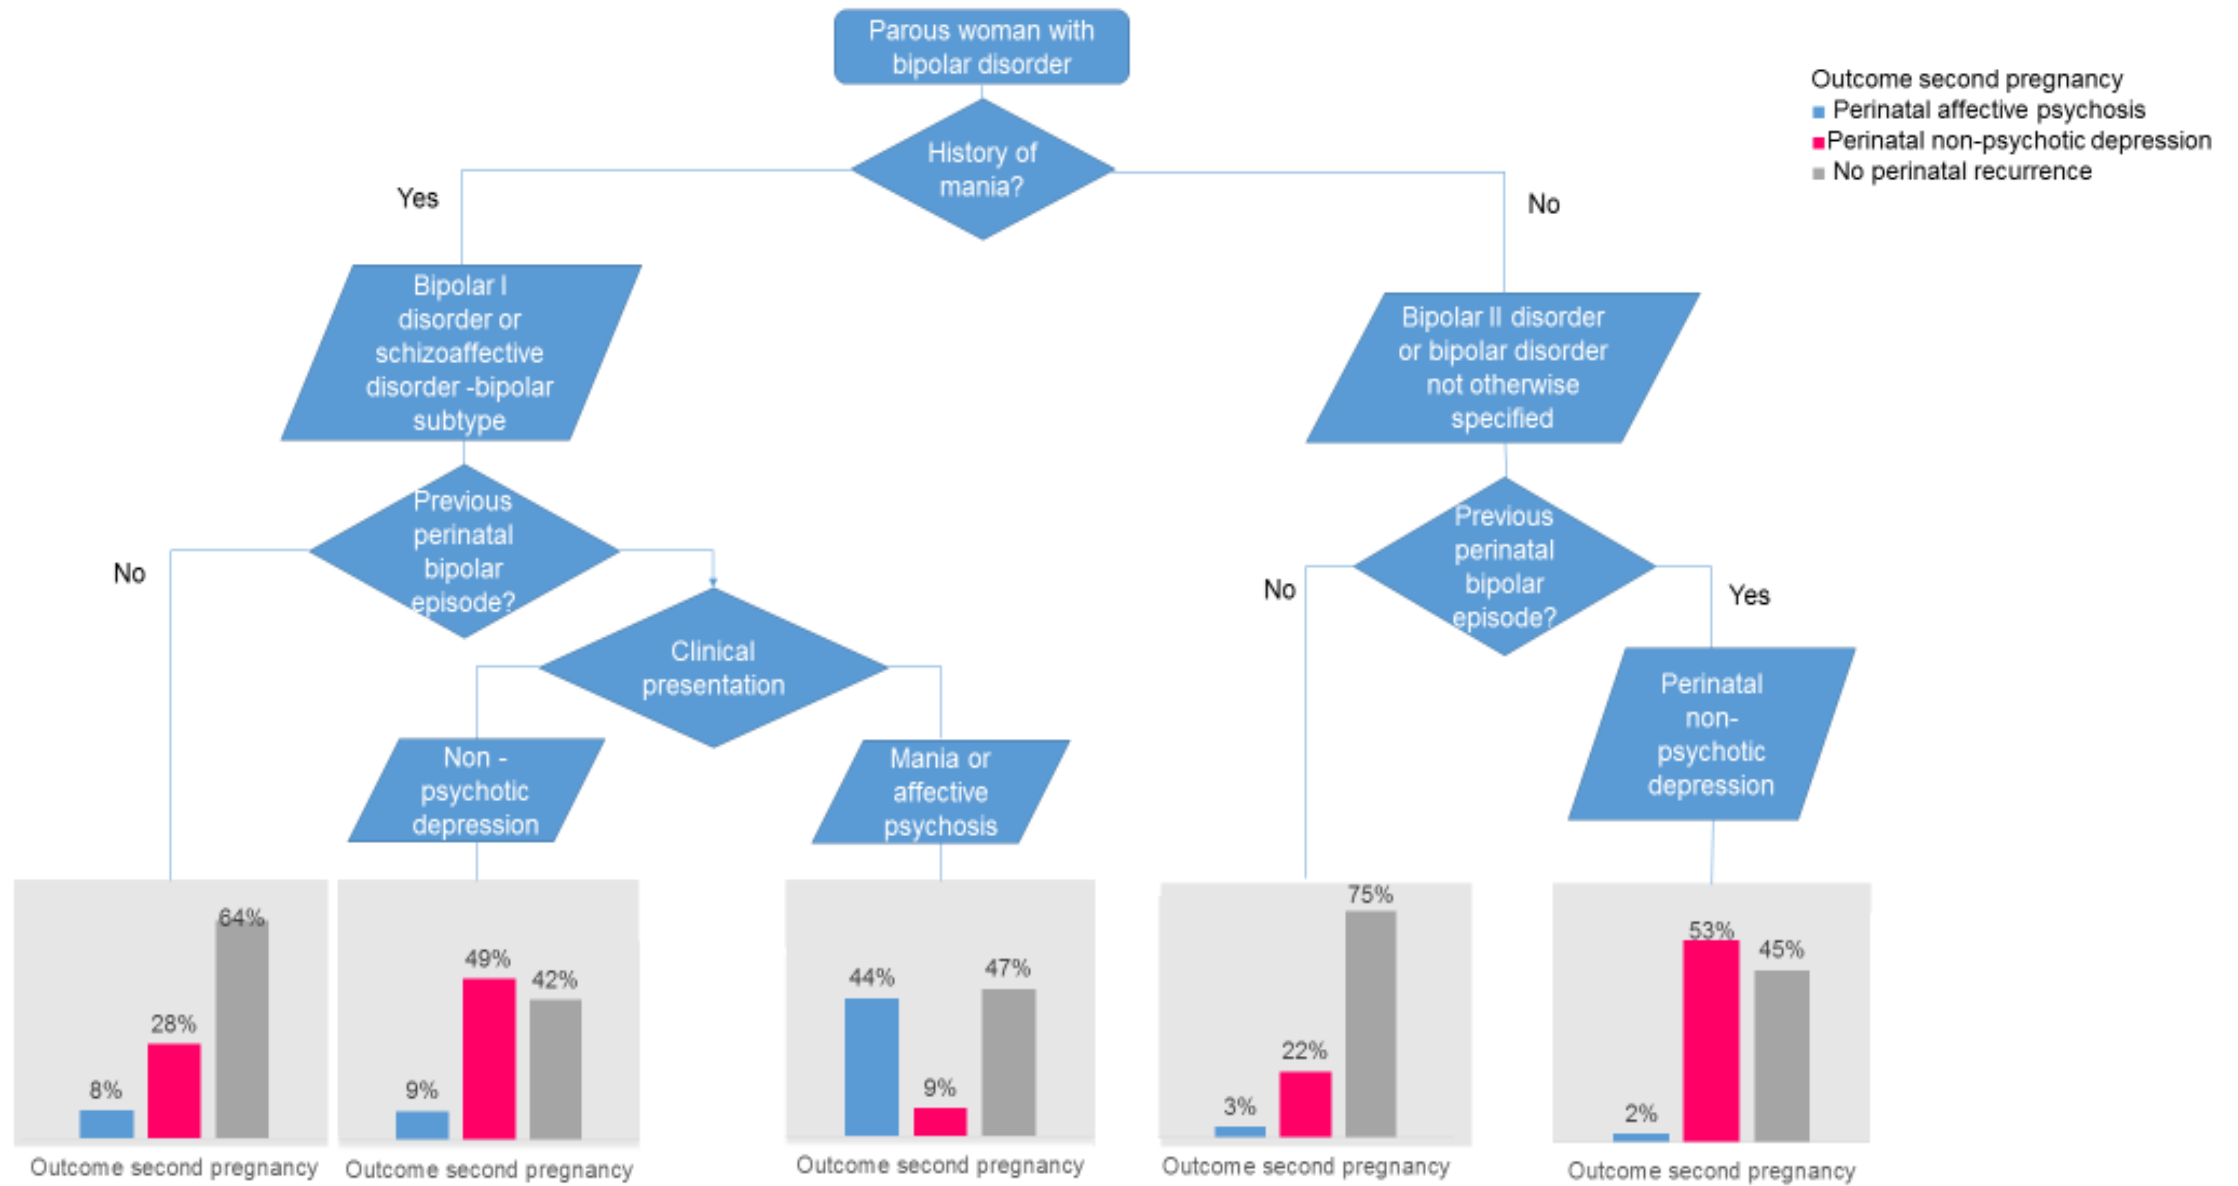 Parous woman with
bipolar disorder
Outcome second pregnancy
Perinatal affective psychosis
Perinatal non-psychotic depression
No perinatal recurrence
History of
mania?
Yes
No
Bipolar I
disorder or
schizoaffective
disorder -bipolar
subtype
Bipolar II disorder
or bipolar disorder
not otherwise
specified
Previous
perinatal
bipolar
episode?
No
Clinical
presentation
Previous
perinatal
bipolar
episode?
No
Yes
Non -
psychotic
depression
Mania or
affective
psychosis
Perinatal
non-
psychotic
depression
8%
28%
64%
Outcome second pregnancy
9%
49%
42%
Outcome second pregnancy
44%
9%
47%
Outcome second pregnancy
3%
22%
75%
Outcome second pregnancy
2%
53%
45%
Outcome second pregnancy